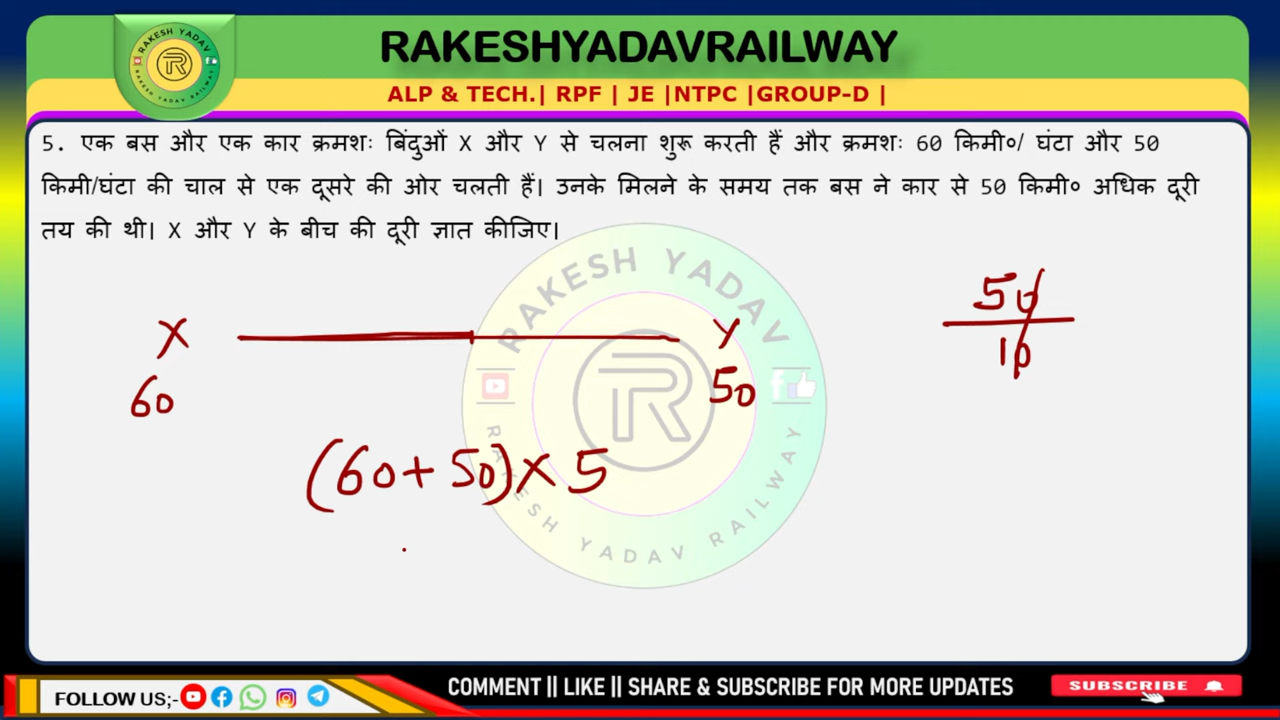 RAKESH YADAV
R
RAKESH YADAV RAILWAY
RAKESHYADAVRAILWAY
ALP & TECH.| RPF | JE |NTPC |GROUP-D |
5. एक बस और एक कार क्रमशः बिंदुओं X और Y से चलना शुरू करती हैं और क्रमशः 60 किमी०/ घंटा और 50
किमी/घंटा की चाल से एक दूसरे की ओर चलती हैं। उनके मिलने के समय तक बस ने कार से 50 किमी० अधिक दूरी
तय की थी। X और Y के बीच की दूरी ज्ञात कीजिए।
RAKESH YADAV
R
RAKESH YADAV RAILWAY
X Y
60 50
50
10
(60+50)×5
FOLLOW US;-
COMMENT || LIKE || SHARE & SUBSCRIBE FOR MORE UPDATES
SUBSCRIBE